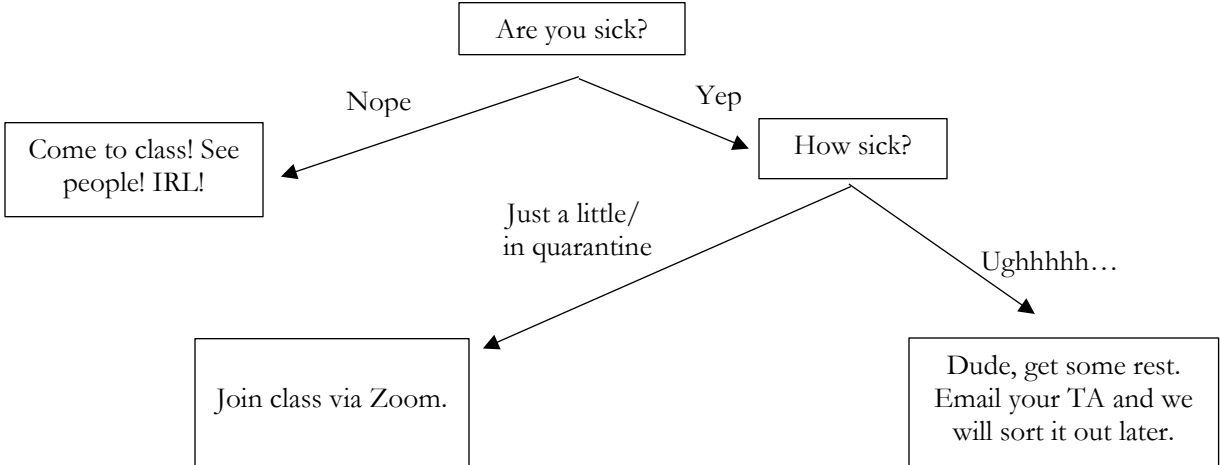 Are you sick?
Nope
Yep
Come to class! See
people! IRL!
How sick?
Just a little/
in quarantine
Ughhhhh…
Join class via Zoom.
Dude, get some rest.
Email your TA and we
will sort it out later.